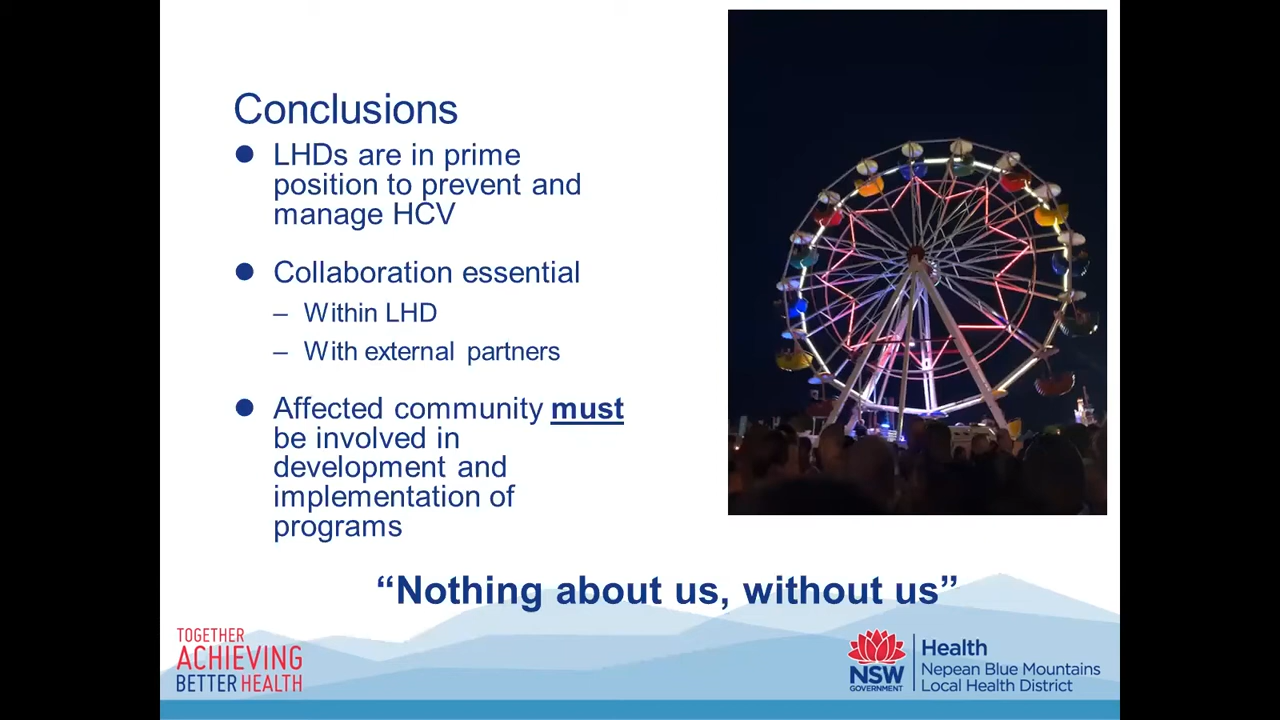 Conclusions
● LHDs are in prime
position to prevent and
manage HCV
● Collaboration essential
– Within LHD
– With external partners
● Affected community must
be involved in
development and
implementation of
programs
“Nothing about us, without us”
TOGETHER
ACHIEVING
BETTER HEALTH
NSW
GOVERNMENT
Health
Nepean Blue Mountains
Local Health District